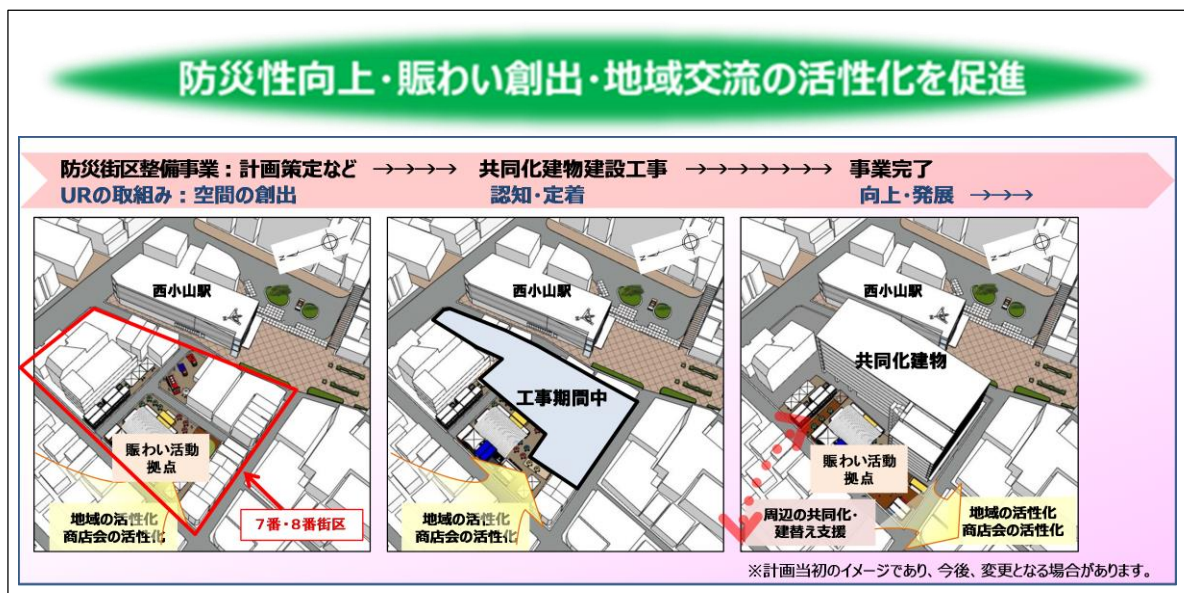 防災性向上・賑わい創出・地域交流の活性化を促進
防災街区整備事業：計画策定など →→→→ 共同化建物建設工事 →→→→→→→ 事業完了
URの取組み：空間の創出 認知・定着 向上・発展 →→→
西小山駅
N
賑わい活動
拠点
地域の活性化
商店会の活性化
7番・8番街区
西小山駅
N
工事期間中
地域の活性化
商店会の活性化
西小山駅
N
共同化建物
賑わい活動
拠点
周辺の共同化・
建替え支援
地域の活性化
商店会の活性化
※計画当初のイメージであり、今後、変更となる場合があります。